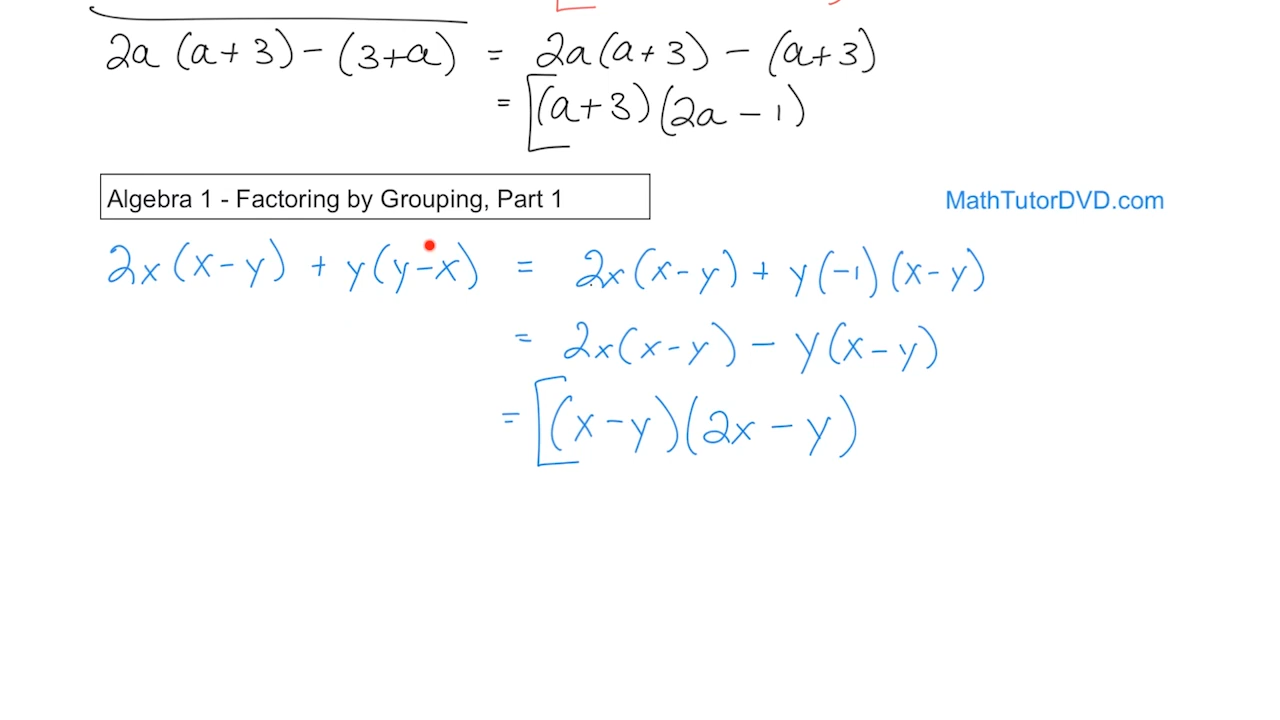 2a (a+3) - (3+a) = 2a(a+3) - (a+3)
= [(a+3)(2a - 1)
Algebra 1 - Factoring by Grouping, Part 1
MathTutorDVD.com
2x(x-y) + y(y-x) = 2x(x-y) + y(-1)(x-y)
= 2x(x-y) - y(x-y)
= [(x-y)(2x - y)